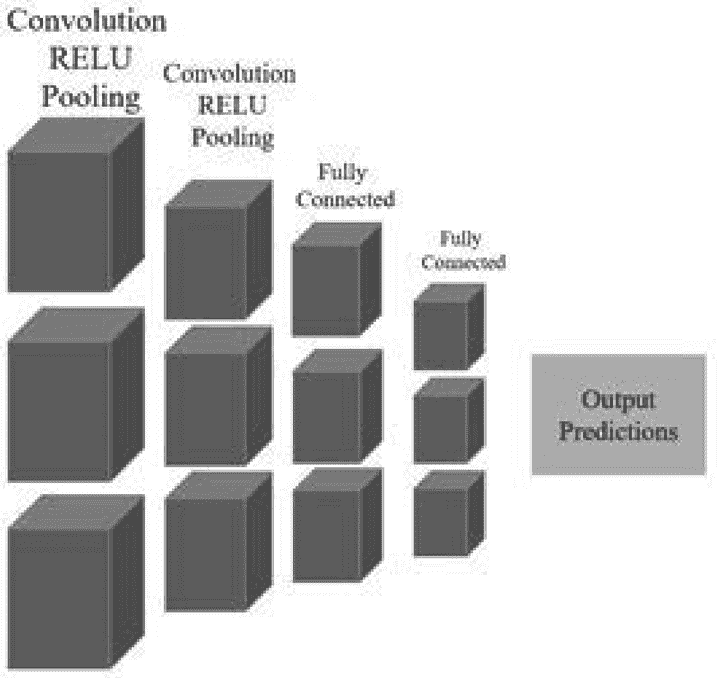 Convolution
RELU
Pooling
Convolution
RELU
Pooling
Fully
Connected
Fully
Connected
Output
Predictions